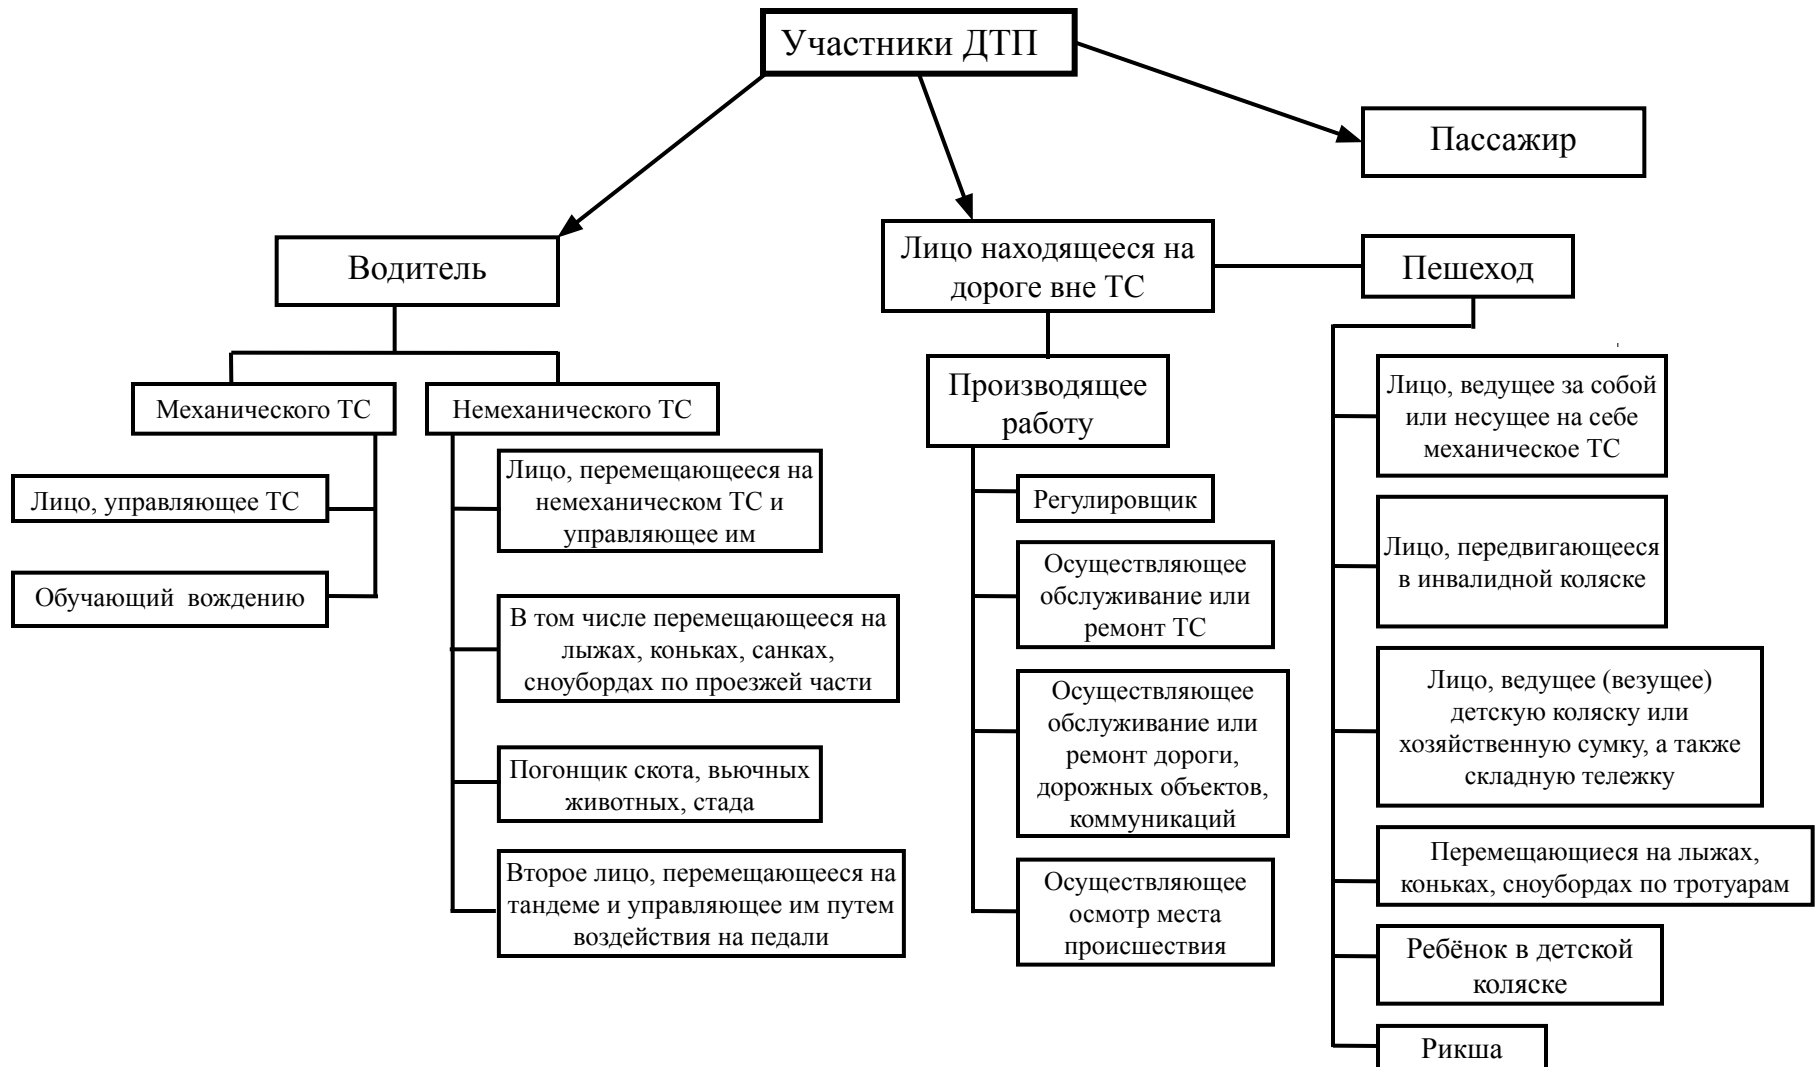 Участники ДТП
Пассажир
Водитель
Лицо находящееся на
дороге вне ТС
Пешеход
Механического ТС
Немеханического ТС
Лицо, управляющее ТС
Обучающий вождению
Лицо, перемещающееся на
немеханическом ТС и
управляющее им
В том числе перемещающееся на
лыжах, коньках, санках,
сноубордах по проезжей части
Погонщик скота, вьючных
животных, стада
Второе лицо, перемещающееся на
тандеме и управляющее им путем
воздействия на педали
Производящее
работу
Регулировщик
Осуществляющее
обслуживание или
ремонт ТС
Осуществляющее
обслуживание или
ремонт дороги,
дорожных объектов,
коммуникаций
Осуществляющее
осмотр места
происшествия
Лицо, ведущее за собой
или несущее на себе
механическое ТС
Лицо, передвигающееся
в инвалидной коляске
Лицо, ведущее (везущее)
детскую коляску или
хозяйственную сумку, а также
складную тележку
Перемещающиеся на лыжах,
коньках, сноубордах по тротуарам
Ребёнок в детской
коляске
Рикша